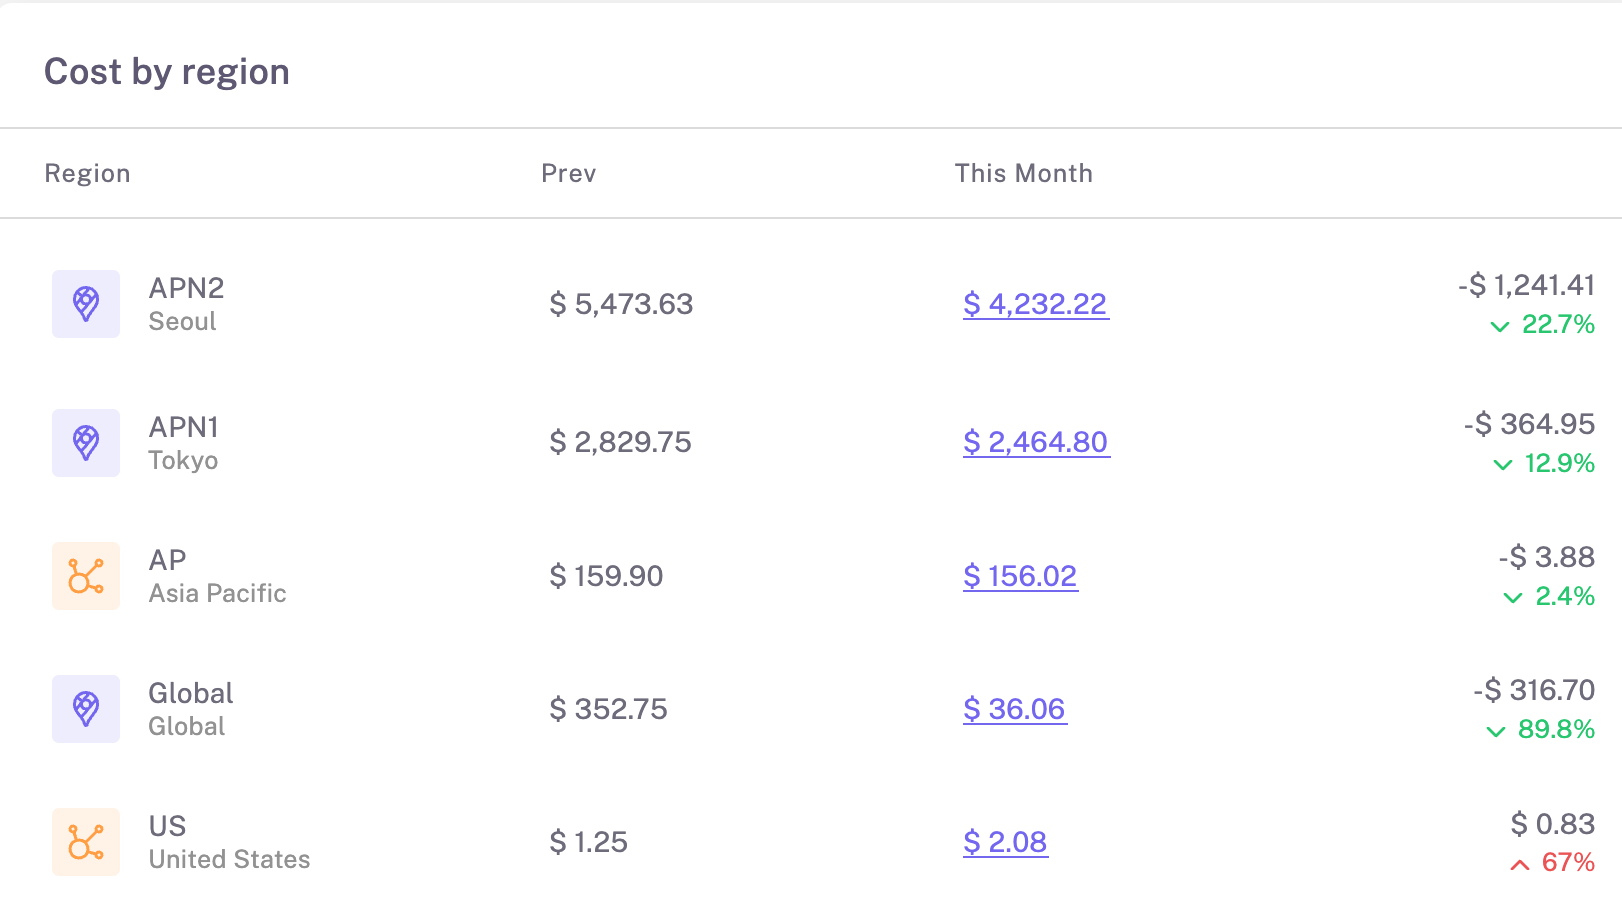 Cost by region
Region Prev This Month
APN2
Seoul
$ 5,473.63
$ 4,232.22
-$ 1,241.41
22.7%
APN1
Tokyo
$ 2,829.75
$ 2,464.80
-$ 364.95
12.9%
AP
Asia Pacific
$ 159.90
$ 156.02
-$ 3.88
2.4%
Global
Global
$ 352.75
$ 36.06
-$ 316.70
89.8%
US
United States
$ 1.25
$ 2.08
$ 0.83
67%